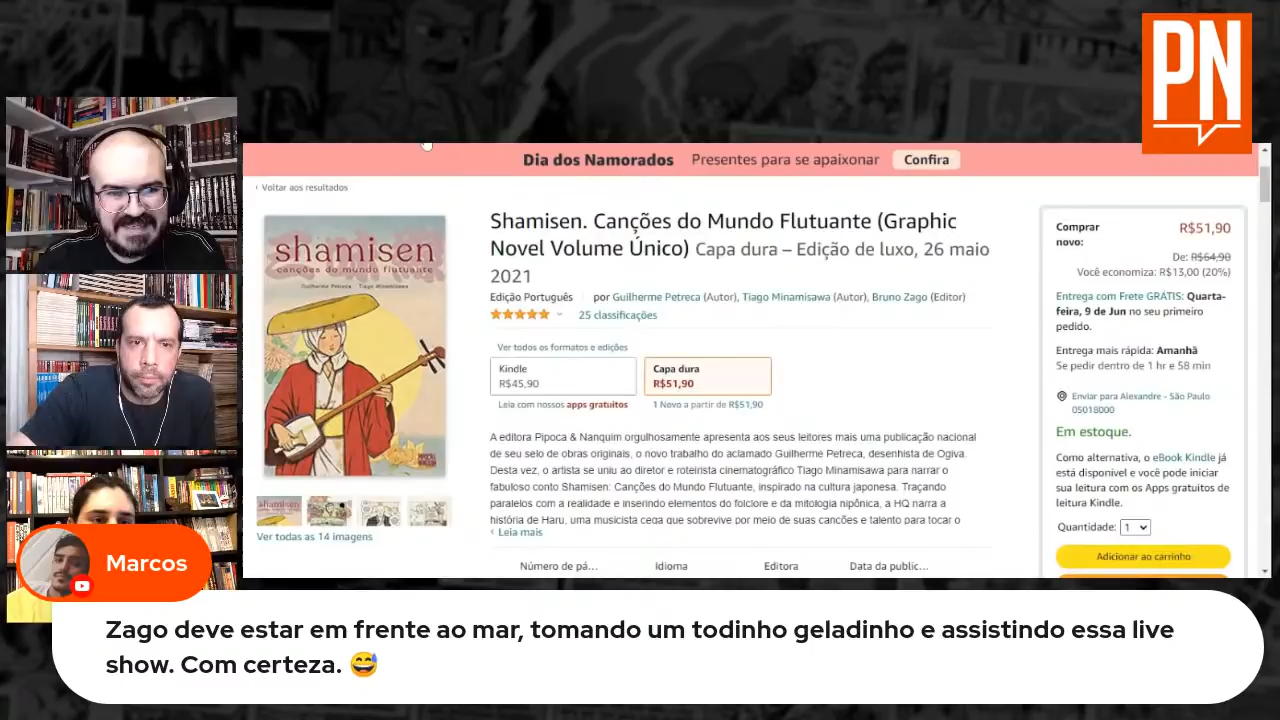 PN
Dia dos Namorados Presentes para se apaixonar Confira
‹ Voltar aos resultados
shamisen
canções do mundo flutuante
Guilherme Petreca Tiago Minamisawa
Shamisen. Canções do Mundo Flutuante (Graphic
Novel Volume Único) Capa dura – Edição de luxo, 26 maio
2021
Edição Português por Guilherme Petreca (Autor), Tiago Minamisawa (Autor), Bruno Zago (Editor)
25 classificações
Ver todos os formatos e edições
Kindle
R$45,90
Capa dura
R$51,90
Leia com nossos apps gratuitos
1 Novo a partir de R$51,90
A editora Pipoca & Nanquim orgulhosamente apresenta aos seus leitores mais uma publicação nacional
de seu selo de obras originais, o novo trabalho do aclamado Guilherme Petreca, desenhista de Ogiva.
Desta vez, o artista se uniu ao diretor e roteirista cinematográfico Tiago Minamisawa para narrar o
fabuloso conto Shamisen: Canções do Mundo Flutuante, inspirado na cultura japonesa. Traçando
paralelos com a realidade e inserindo elementos do folclore e da mitologia nipônica, a HQ narra a
história de Haru, uma musicista cega que sobrevive por meio de suas canções e talento para tocar o
‹ Leia mais
Ver todas as 14 imagens
Número de pá... Idioma Editora Data da public...
Comprar
novo:
R$51,90
De: R$64,90
Você economiza: R$13,00 (20%)
Entrega com Frete GRÁTIS: Quarta-
feira, 9 de Jun no seu primeiro
pedido.
Entrega mais rápida: Amanhã
Se pedir dentro de 1 hr e 58 min
Enviar para Alexandre - São Paulo
05018000
Em estoque.
Como alternativa, o eBook Kindle já
está disponível e você pode iniciar
sua leitura com os Apps gratuitos de
leitura Kindle.
Quantidade: 1
Adicionar ao carrinho
Marcos
Zago deve estar em frente ao mar, tomando um todinho geladinho e assistindo essa live
show. Com certeza. 😅